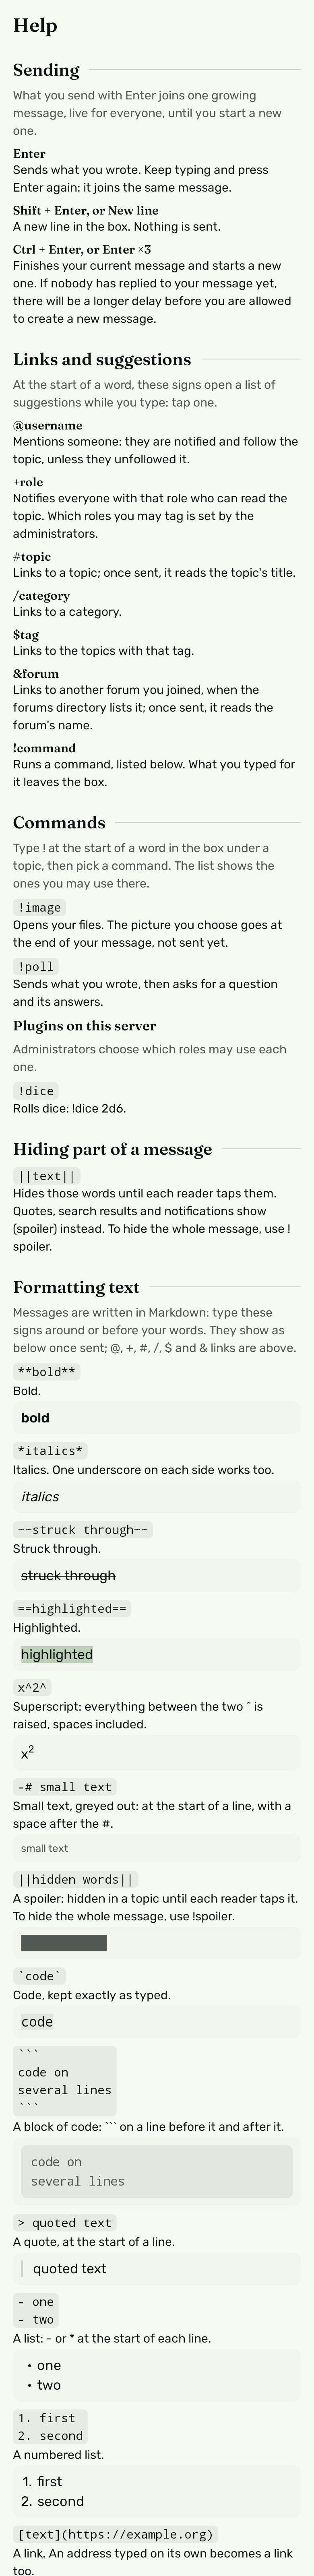 Help
Sending
What you send with Enter joins one growing
message, live for everyone, until you start a new
one.
Enter
Sends what you wrote. Keep typing and press
Enter again: it joins the same message.
Shift + Enter, or New line
A new line in the box. Nothing is sent.
Ctrl + Enter, or Enter ×3
Finishes your current message and starts a new
one. If nobody has replied to your message yet,
there will be a longer delay before you are allowed
to create a new message.
Links and suggestions
At the start of a word, these signs open a list of
suggestions while you type: tap one.
@username
Mentions someone: they are notified and follow the
topic, unless they unfollowed it.
+role
Notifies everyone with that role who can read the
topic. Which roles you may tag is set by the
administrators.
#topic
Links to a topic; once sent, it reads the topic's title.
/category
Links to a category.
$tag
Links to the topics with that tag.
&forum
Links to another forum you joined, when the
forums directory lists it; once sent, it reads the
forum's name.
!command
Runs a command, listed below. What you typed for
it leaves the box.
Commands
Type ! at the start of a word in the box under a
topic, then pick a command. The list shows the
ones you may use there.
!image
Opens your files. The picture you choose goes at
the end of your message, not sent yet.
!poll
Sends what you wrote, then asks for a question
and its answers.
Plugins on this server
Administrators choose which roles may use each
one.
!dice
Rolls dice: !dice 2d6.
Hiding part of a message
||text||
Hides those words until each reader taps them.
Quotes, search results and notifications show
(spoiler) instead. To hide the whole message, use !
spoiler.
Formatting text
Messages are written in Markdown: type these
signs around or before your words. They show as
below once sent; @, +, #, /, $ and & links are above.
**bold**
Bold.
bold
*italics*
Italics. One underscore on each side works too.
italics
~~struck through~~
Struck through.
struck through
==highlighted==
Highlighted.
highlighted
x^2^
Superscript: everything between the two ^ is
raised, spaces included.
x²
-# small text
Small text, greyed out: at the start of a line, with a
space after the #.
small text
||hidden words||
A spoiler: hidden in a topic until each reader taps it.
To hide the whole message, use !spoiler.
`code`
Code, kept exactly as typed.
code
```
code on
several lines
```
A block of code: ``` on a line before it and after it.
code on
several lines
> quoted text
A quote, at the start of a line.
quoted text
- one
- two
A list: - or * at the start of each line.
• one
• two
1. first
2. second
A numbered list.
1. first
2. second
[text](https://example.org)
A link. An address typed on its own becomes a link
too.